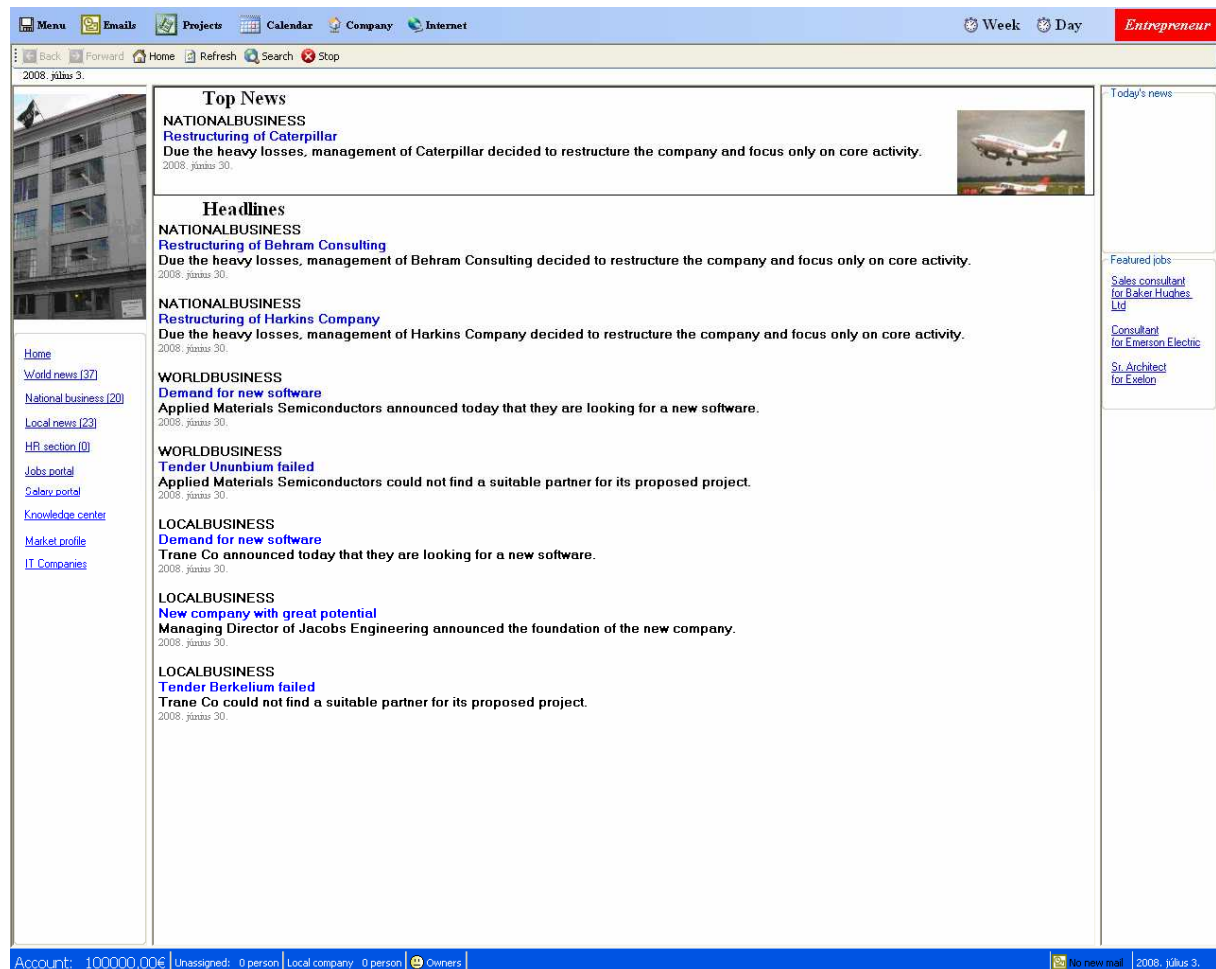 Menu Emails Projects Calendar Company Internet Week Day Entrepreneur
Back Forward Home Refresh Search Stop
2008. július 3.
Top News
NATIONALBUSINESS
Restructuring of Caterpillar
Due the heavy losses, management of Caterpillar decided to restructure the company and focus only on core activity.
2008. június 30.
Headlines
NATIONALBUSINESS
Restructuring of Behram Consulting
Due the heavy losses, management of Behram Consulting decided to restructure the company and focus only on core activity.
2008. június 30.
NATIONALBUSINESS
Restructuring of Harkins Company
Due the heavy losses, management of Harkins Company decided to restructure the company and focus only on core activity.
2008. június 30.
WORLDBUSINESS
Demand for new software
Applied Materials Semiconductors announced today that they are looking for a new software.
2008. június 30.
WORLDBUSINESS
Tender Ununbium failed
Applied Materials Semiconductors could not find a suitable partner for its proposed project.
2008. június 30.
LOCALBUSINESS
Demand for new software
Trane Co announced today that they are looking for a new software.
2008. június 30.
LOCALBUSINESS
New company with great potential
Managing Director of Jacobs Engineering announced the foundation of the new company.
2008. június 30.
LOCALBUSINESS
Tender Berkelium failed
Trane Co could not find a suitable partner for its proposed project.
2008. június 30.
Home
World news (37)
National business (20)
Local news (23)
HR section (0)
Jobs portal
Salary portal
Knowledge center
Market profile
IT Companies
Today's news
Featured jobs
Sales consultant
for Baker Hughes
Ltd
Consultant
for Emerson Electric
Sr. Architect
for Exelon
Account: 100000,00€ Unassigned: 0 person Local company 0 person Owners No new mail 2008. július 3.